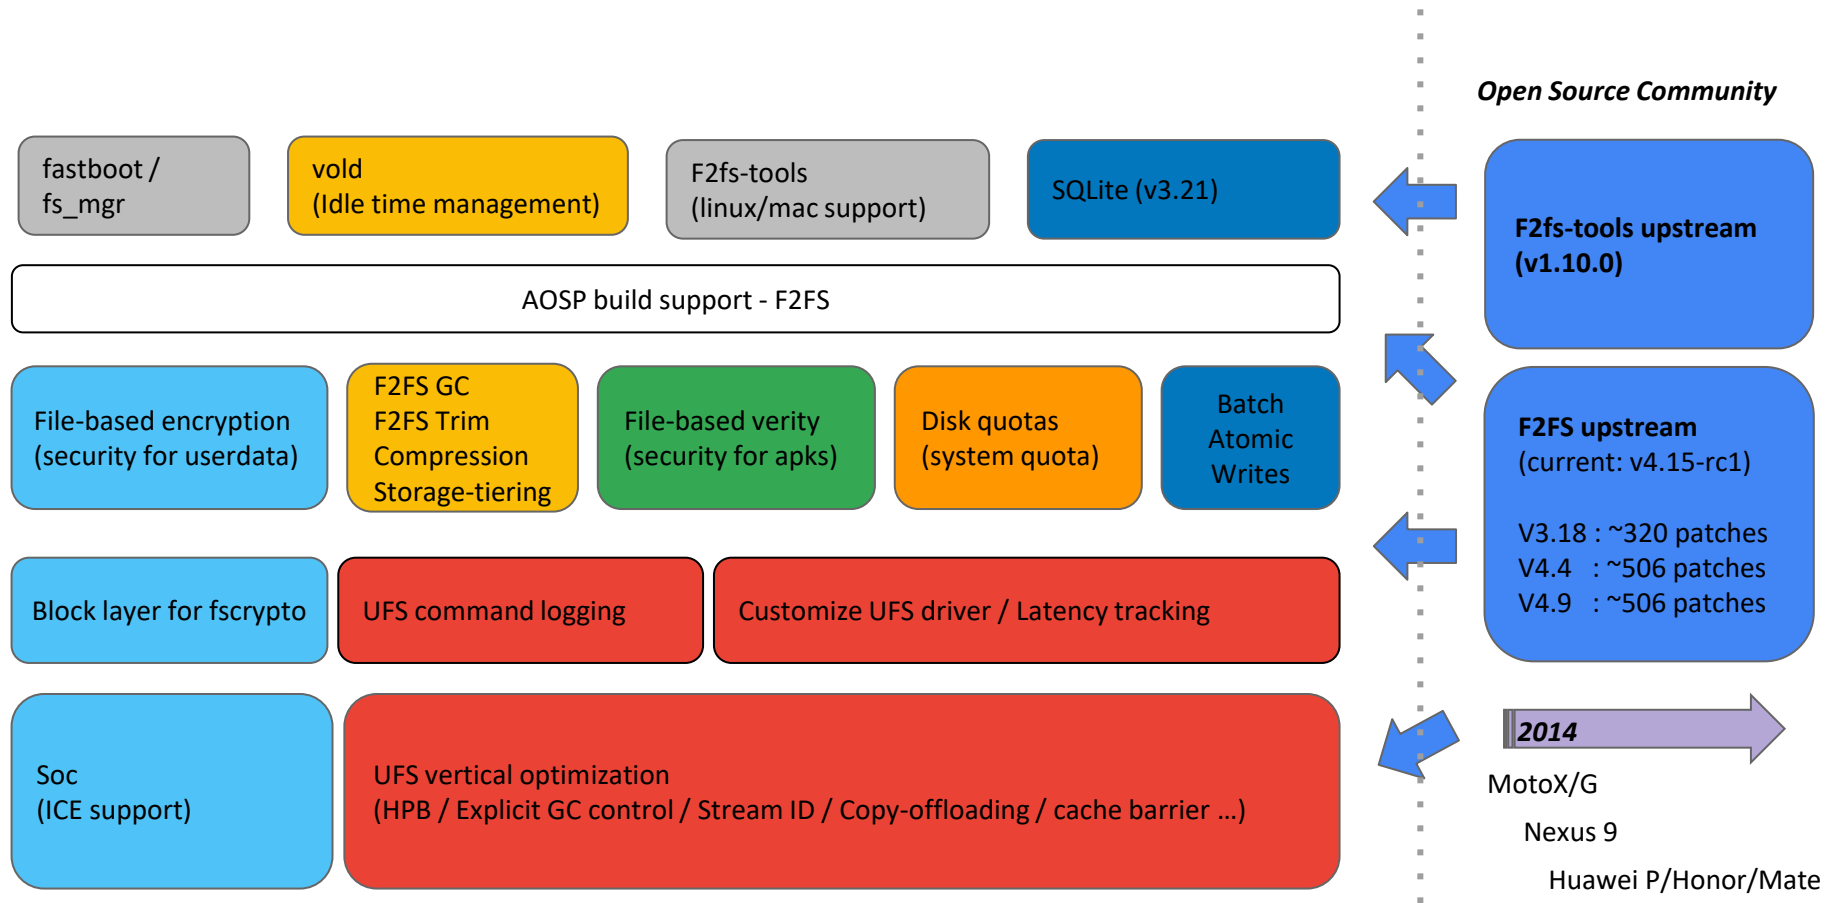 Open Source Community
fastboot /
fs_mgr
vold
(Idle time management)
F2fs-tools
(linux/mac support)
SQLite (v3.21)
F2fs-tools upstream
(v1.10.0)
AOSP build support - F2FS
File-based encryption
(security for userdata)
F2FS GC
F2FS Trim
Compression
Storage-tiering
File-based verity
(security for apks)
Disk quotas
(system quota)
Batch
Atomic
Writes
F2FS upstream
(current: v4.15-rc1)
V3.18 : ~320 patches
V4.4 : ~506 patches
V4.9 : ~506 patches
Block layer for fscrypto
UFS command logging
Customize UFS driver / Latency tracking
Soc
(ICE support)
UFS vertical optimization
(HPB / Explicit GC control / Stream ID / Copy-offloading / cache barrier ...)
2014
MotoX/G
Nexus 9
Huawei P/Honor/Mate